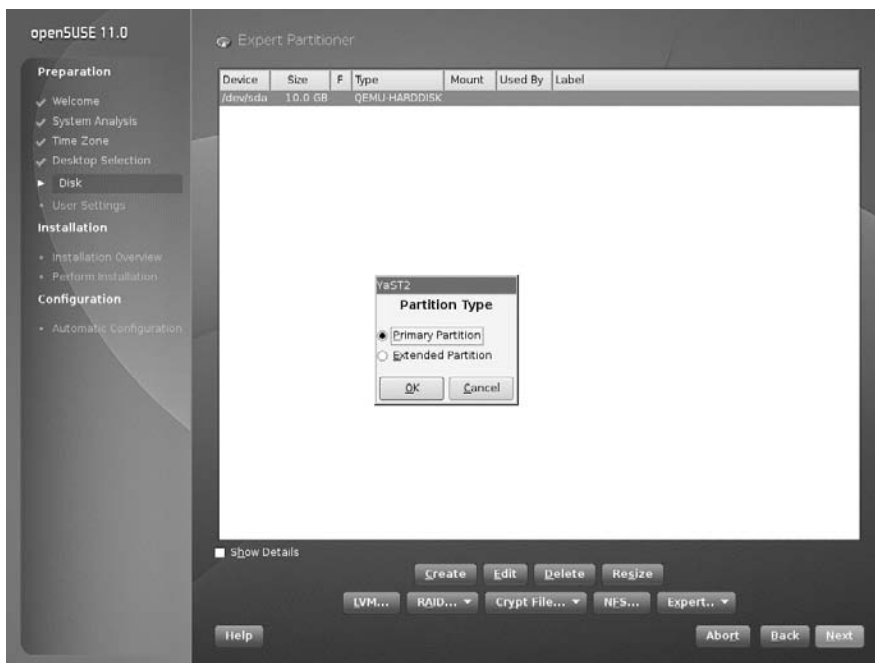 openSUSE 11.0
Preparation
Welcome
System Analysis
Time Zone
Desktop Selection
Disk
User Settings
Installation
Installation Overview
Perform Installation
Configuration
Automatic Configuration
Expert Partitioner
Device Size F Type Mount Used By Label
/dev/sda 10.0 GB QEMU-HARDDISK
YaST2
Partition Type
Primary Partition
Extended Partition
OK Cancel
Show Details
Create Edit Delete Resize
LVM... RAID... Crypt File... NFS... Expert..
Help Abort Back Next